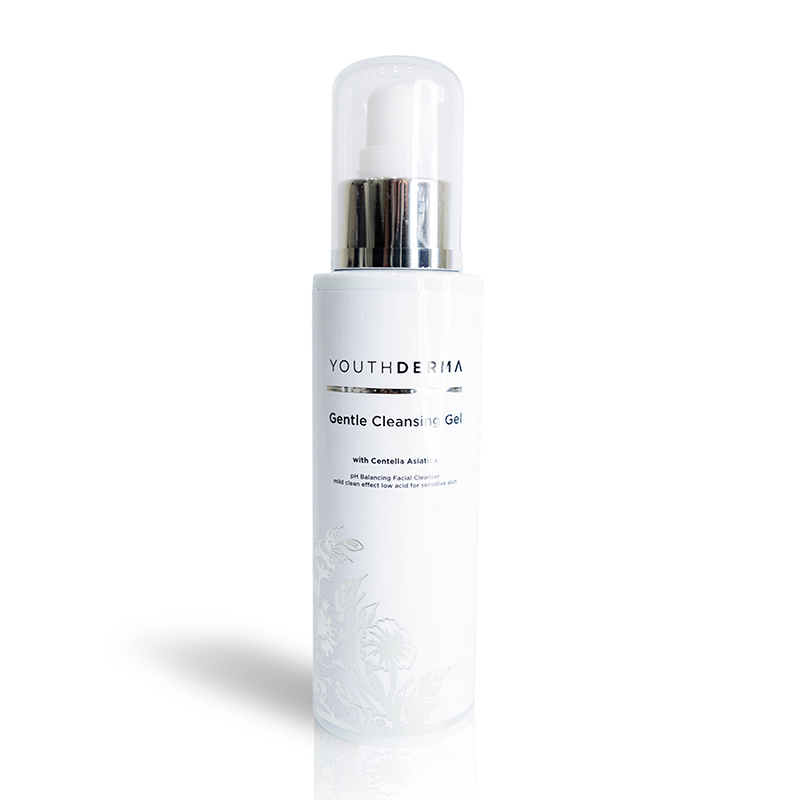 YOUTHDERMA
Gentle Cleansing Gel
with Centella Asiatica
pH Balancing Facial Cleanser
mild clean effect low acid for sensitive skin